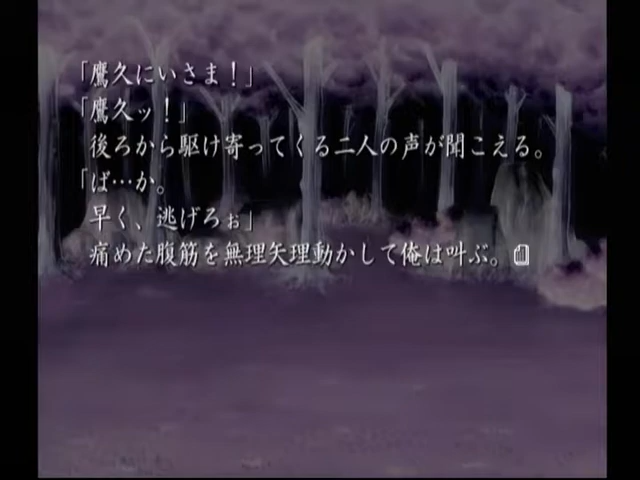 「鷹久にいさま！」
「鷹久ッ！」
後ろから駆け寄ってくる二人の声が聞こえる。
「ば…か。
早く、逃げろぉ」
痛めた腹筋を無理矢理動かして俺は叫ぶ。